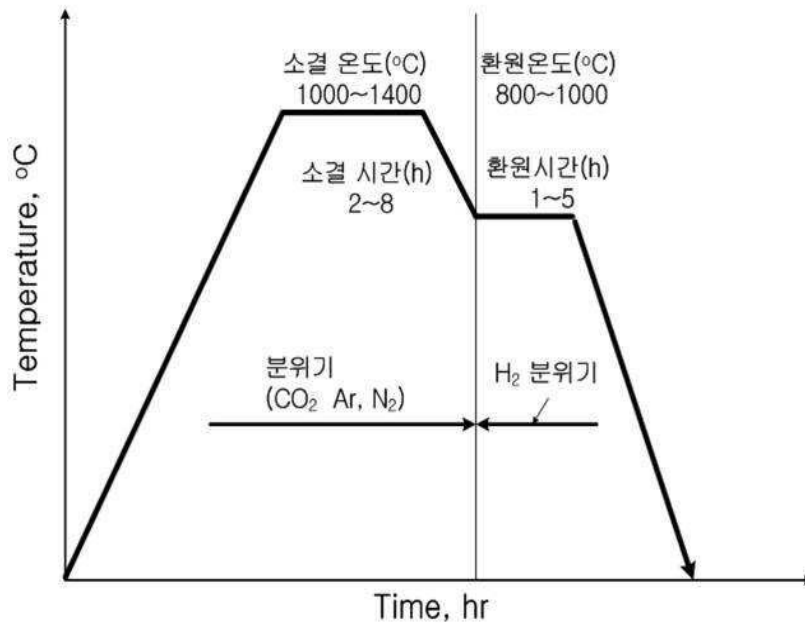 소결 온도(°C)
1000~1400
환원온도(°C)
800~1000
소결 시간(h)
2~8
환원시간(h)
1~5
분위기
(CO₂ Ar, N₂)
H₂ 분위기
Temperature, °C
Time, hr